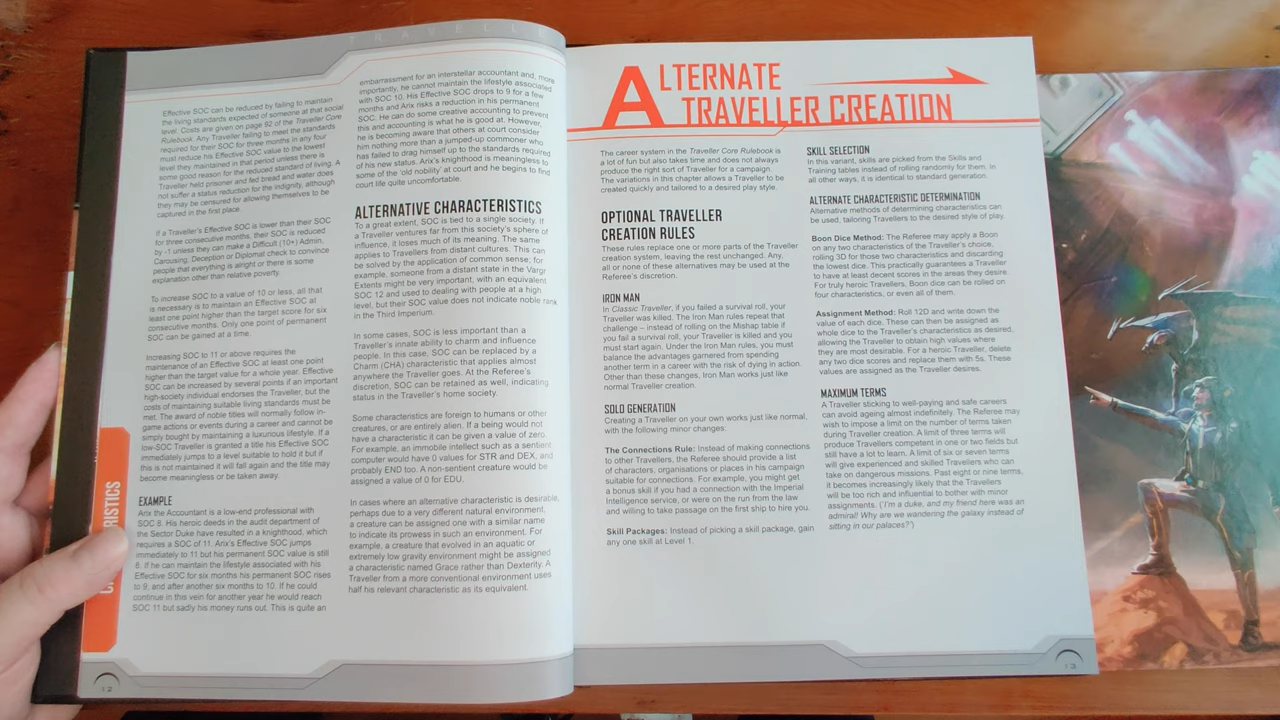 TRAVELLE
Effective SOC can be reduced by failing to maintain
the living standards expected of someone at that social
level. Costs are given on page 92 of the Traveller Core
Rulebook. Any Traveller failing to meet the standards
required for their SOC for three months in any four
must reduce his Effective SOC value to the lowest
level they maintained in that period unless there is
some good reason for the reduced standard of living. A
Traveller held prisoner and fed bread and water does
not suffer a status reduction for the indignity, although
they may be censured for allowing themselves to be
captured in the first place.
If a Traveller's Effective SOC is lower than their SOC
for three consecutive months, their SOC is reduced
by -1 unless they can make a Difficult (10+) Admin,
Carousing, Deception or Diplomat check to convince
people that everything is alright or there is some
explanation other than relative poverty.
To increase SOC to a value of 10 or less, all that
is necessary is to maintain an Effective SOC at
least one point higher than the target score for six
consecutive months. Only one point of permanent
SOC can be gained at a time.
Increasing SOC to 11 or above requires the
maintenance of an Effective SOC at least one point
higher than the target value for a whole year. Effective
SOC can be increased by several points if an important
high-society individual endorses the Traveller, but the
costs of maintaining suitable living standards must be
met. The award of noble titles will normally follow in-
game actions or events during a career and cannot be
simply bought by maintaining a luxurious lifestyle. If a
low-SOC Traveller is granted a title his Effective SOC
immediately jumps to a level suitable to hold it but if
this is not maintained it will fall again and the title may
become meaningless or be taken away.
EXAMPLE
Arix the Accountant is a low-end professional with
SOC 8. His heroic deeds in the audit department of
the Sector Duke have resulted in a knighthood, which
requires a SOC of 11. Arix's Effective SOC jumps
immediately to 11 but his permanent SOC value is still
8. If he can maintain the lifestyle associated with his
Effective SOC for six months his permanent SOC rises
to 9, and after another six months to 10. If he could
continue in this vein for another year he would reach
SOC 11 but sadly his money runs out. This is quite an
embarrassment for an interstellar accountant and, more
importantly, he cannot maintain the lifestyle associated
with SOC 10. His Effective SOC drops to 9 for a few
months and Arix risks a reduction in his permanent
SOC. He can do some creative accounting to prevent
this and accounting is what he is good at. However,
he is becoming aware that others at court consider
him nothing more than a jumped-up commoner who
has failed to drag himself up to the standards required
of his new status. Arix's knighthood is meaningless to
some of the 'old nobility' at court and he begins to find
court life quite uncomfortable.
ALTERNATIVE CHARACTERISTICS
To a great extent, SOC is tied to a single society. If
a Traveller ventures far from this society's sphere of
influence, it loses much of its meaning. The same
applies to Travellers from distant cultures. This can
be solved by the application of common sense; for
example, someone from a distant state in the Vargr
Extents might be very important, with an equivalent
SOC 12 and used to dealing with people at a high
level, but their SOC value does not indicate noble rank
in the Third Imperium.
In some cases, SOC is less important than a
Traveller's innate ability to charm and influence
people. In this case, SOC can be replaced by a
Charm (CHA) characteristic that applies almost
anywhere the Traveller goes. At the Referee's
discretion, SOC can be retained as well, indicating
status in the Traveller's home society.
Some characteristics are foreign to humans or other
creatures, or are entirely alien. If a being would not
have a characteristic it can be given a value of zero.
For example, an immobile intellect such as a sentient
computer would have 0 values for STR and DEX, and
probably END too. A non-sentient creature would be
assigned a value of 0 for EDU.
In cases where an alternative characteristic is desirable,
perhaps due to a very different natural environment,
a creature can be assigned one with a similar name
to indicate its prowess in such an environment. For
example, a creature that evolved in an aquatic or
extremely low gravity environment might be assigned
a characteristic named Grace rather than Dexterity. A
Traveller from a more conventional environment uses
half his relevant characteristic as its equivalent.
RISTICS
12
ALTERNATE
TRAVELLER CREATION
The career system in the Traveller Core Rulebook is
a lot of fun but also takes time and does not always
produce the right sort of Traveller for a campaign.
The variations in this chapter allows a Traveller to be
created quickly and tailored to a desired play style.
OPTIONAL TRAVELLER
CREATION RULES
These rules replace one or more parts of the Traveller
creation system, leaving the rest unchanged. Any,
all or none of these alternatives may be used at the
Referee's discretion.
IRON MAN
In Classic Traveller, if you failed a survival roll, your
Traveller was killed. The Iron Man rules repeat that
challenge – instead of rolling on the Mishap table if
you fail a survival roll, your Traveller is killed and you
must start again. Under the Iron Man rules, you must
balance the advantages garnered from spending
another term in a career with the risk of dying in action.
Other than these changes, Iron Man works just like
normal Traveller creation.
SOLO GENERATION
Creating a Traveller on your own works just like normal,
with the following minor changes:
The Connections Rule: Instead of making connections
to other Travellers, the Referee should provide a list
of characters, organisations or places in his campaign
suitable for connections. For example, you might get
a bonus skill if you had a connection with the Imperial
Intelligence service, or were on the run from the law
and willing to take passage on the first ship to hire you.
Skill Packages: Instead of picking a skill package, gain
any one skill at Level 1.
SKILL SELECTION
In this variant, skills are picked from the Skills and
Training tables instead of rolling randomly for them. In
all other ways, it is identical to standard generation.
ALTERNATE CHARACTERISTIC DETERMINATION
Alternative methods of determining characteristics can
be used, tailoring Travellers to the desired style of play.
Boon Dice Method: The Referee may apply a Boon
on any two characteristics of the Traveller's choice,
rolling 3D for those two characteristics and discarding
the lowest dice. This practically guarantees a Traveller
to have at least decent scores in the areas they desire.
For truly heroic Travellers, Boon dice can be rolled on
four characteristics, or even all of them.
Assignment Method: Roll 12D and write down the
value of each dice. These can then be assigned as
whole dice to the Traveller's characteristics as desired,
allowing the Traveller to obtain high values where
they are most desirable. For a heroic Traveller, delete
any two dice scores and replace them with 5s. These
values are assigned as the Traveller desires.
MAXIMUM TERMS
A Traveller sticking to well-paying and safe careers
can avoid ageing almost indefinitely. The Referee may
wish to impose a limit on the number of terms taken
during Traveller creation. A limit of three terms will
produce Travellers competent in one or two fields but
still have a lot to learn. A limit of six or seven terms
will give experienced and skilled Travellers who can
take on dangerous missions. Past eight or nine terms,
it becomes increasingly likely that the Travellers
will be too rich and influential to bother with minor
assignments. ('I'm a duke, and my friend here was an
admiral! Why are we wandering the galaxy instead of
sitting in our palaces?')
13